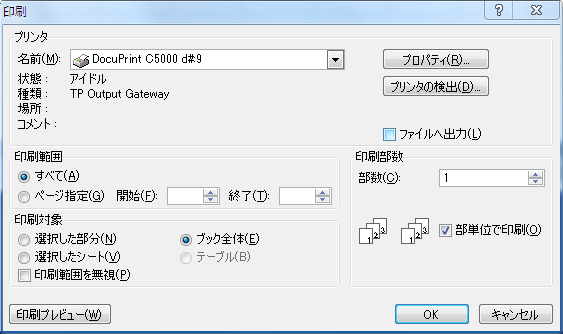 印刷
プリンタ
名前(M): DocuPrint C5000 d#9 プロパティ(R)...
状態: アイドル プリンタの検出(D)...
種類: TP Output Gateway
場所:
コメント: ファイルへ出力(L)
印刷範囲 印刷部数
すべて(A) 部数(C): 1
ページ指定(G) 開始(F): 終了(T):
印刷対象
選択した部分(N) ブック全体(E) 1 2 3 1 2 3 部単位で印刷(O)
選択したシート(V) テーブル(B)
印刷範囲を無視(P)
印刷プレビュー(W) OK キャンセル